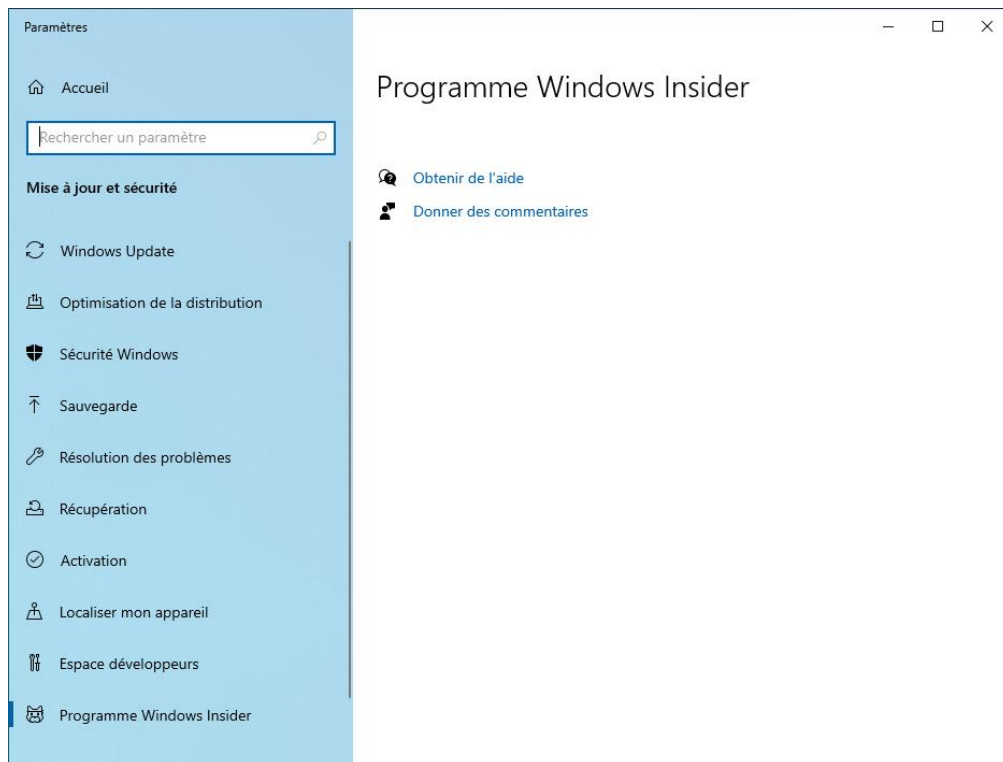 Paramètres
Accueil
Rechercher un paramètre
Mise à jour et sécurité
Windows Update
Optimisation de la distribution
Sécurité Windows
Sauvegarde
Résolution des problèmes
Récupération
Activation
Localiser mon appareil
Espace développeurs
Programme Windows Insider
Programme Windows Insider
Obtenir de l'aide
Donner des commentaires